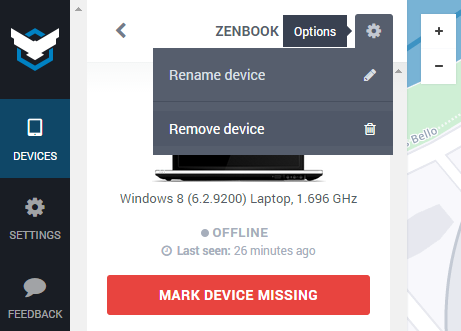 ZENBOOK
Options
+
Rename device
−
Remove device
DEVICES
Bello
Windows 8 (6.2.9200) Laptop, 1.696 GHz
OFFLINE
SETTINGS
Last seen: 26 minutes ago
MARK DEVICE MISSING
FEEDBACK